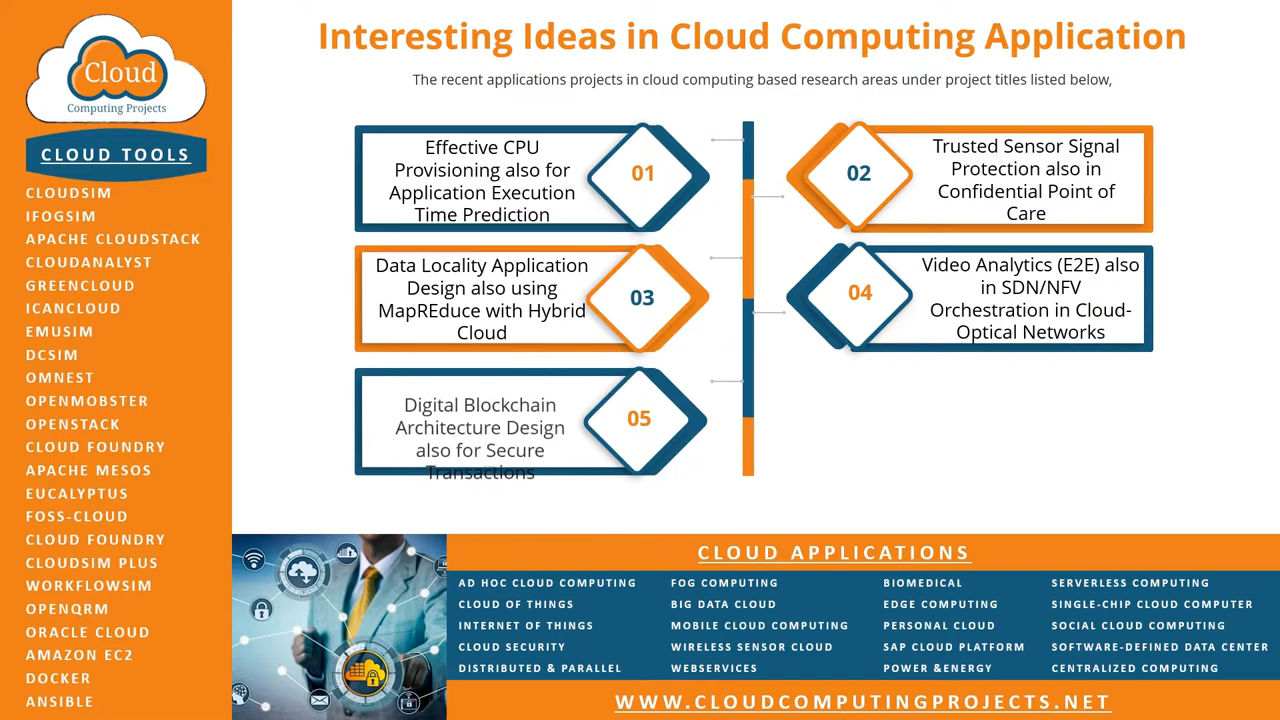 Interesting Ideas in Cloud Computing Application
The recent applications projects in cloud computing based research areas under project titles listed below,
Cloud
Computing Projects
CLOUD TOOLS
CLOUDSIM
IFOGSIM
APACHE CLOUDSTACK
CLOUDANALYST
GREENCLOUD
ICANCLOUD
EMUSIM
DCSIM
OMNEST
OPENMOBSTER
OPENSTACK
CLOUD FOUNDRY
APACHE MESOS
EUCALYPTUS
FOSS-CLOUD
CLOUD FOUNDRY
CLOUDSIM PLUS
WORKFLOWSIM
OPENQRM
ORACLE CLOUD
AMAZON EC2
DOCKER
ANSIBLE
Effective CPU
Provisioning also for
Application Execution
Time Prediction
01
02
Trusted Sensor Signal
Protection also in
Confidential Point of
Care
Data Locality Application
Design also using
MapREduce with Hybrid
Cloud
03
04
Video Analytics (E2E) also
in SDN/NFV
Orchestration in Cloud-
Optical Networks
Digital Blockchain
Architecture Design
also for Secure
Transactions
05
CLOUD APPLICATIONS
AD HOC CLOUD COMPUTING
CLOUD OF THINGS
INTERNET OF THINGS
CLOUD SECURITY
DISTRIBUTED & PARALLEL
FOG COMPUTING
BIG DATA CLOUD
MOBILE CLOUD COMPUTING
WIRELESS SENSOR CLOUD
WEBSERVICES
BIOMEDICAL
EDGE COMPUTING
PERSONAL CLOUD
SAP CLOUD PLATFORM
POWER &ENERGY
SERVERLESS COMPUTING
SINGLE-CHIP CLOUD COMPUTER
SOCIAL CLOUD COMPUTING
SOFTWARE-DEFINED DATA CENTER
CENTRALIZED COMPUTING
WWW.CLOUDCOMPUTINGPROJECTS.NET